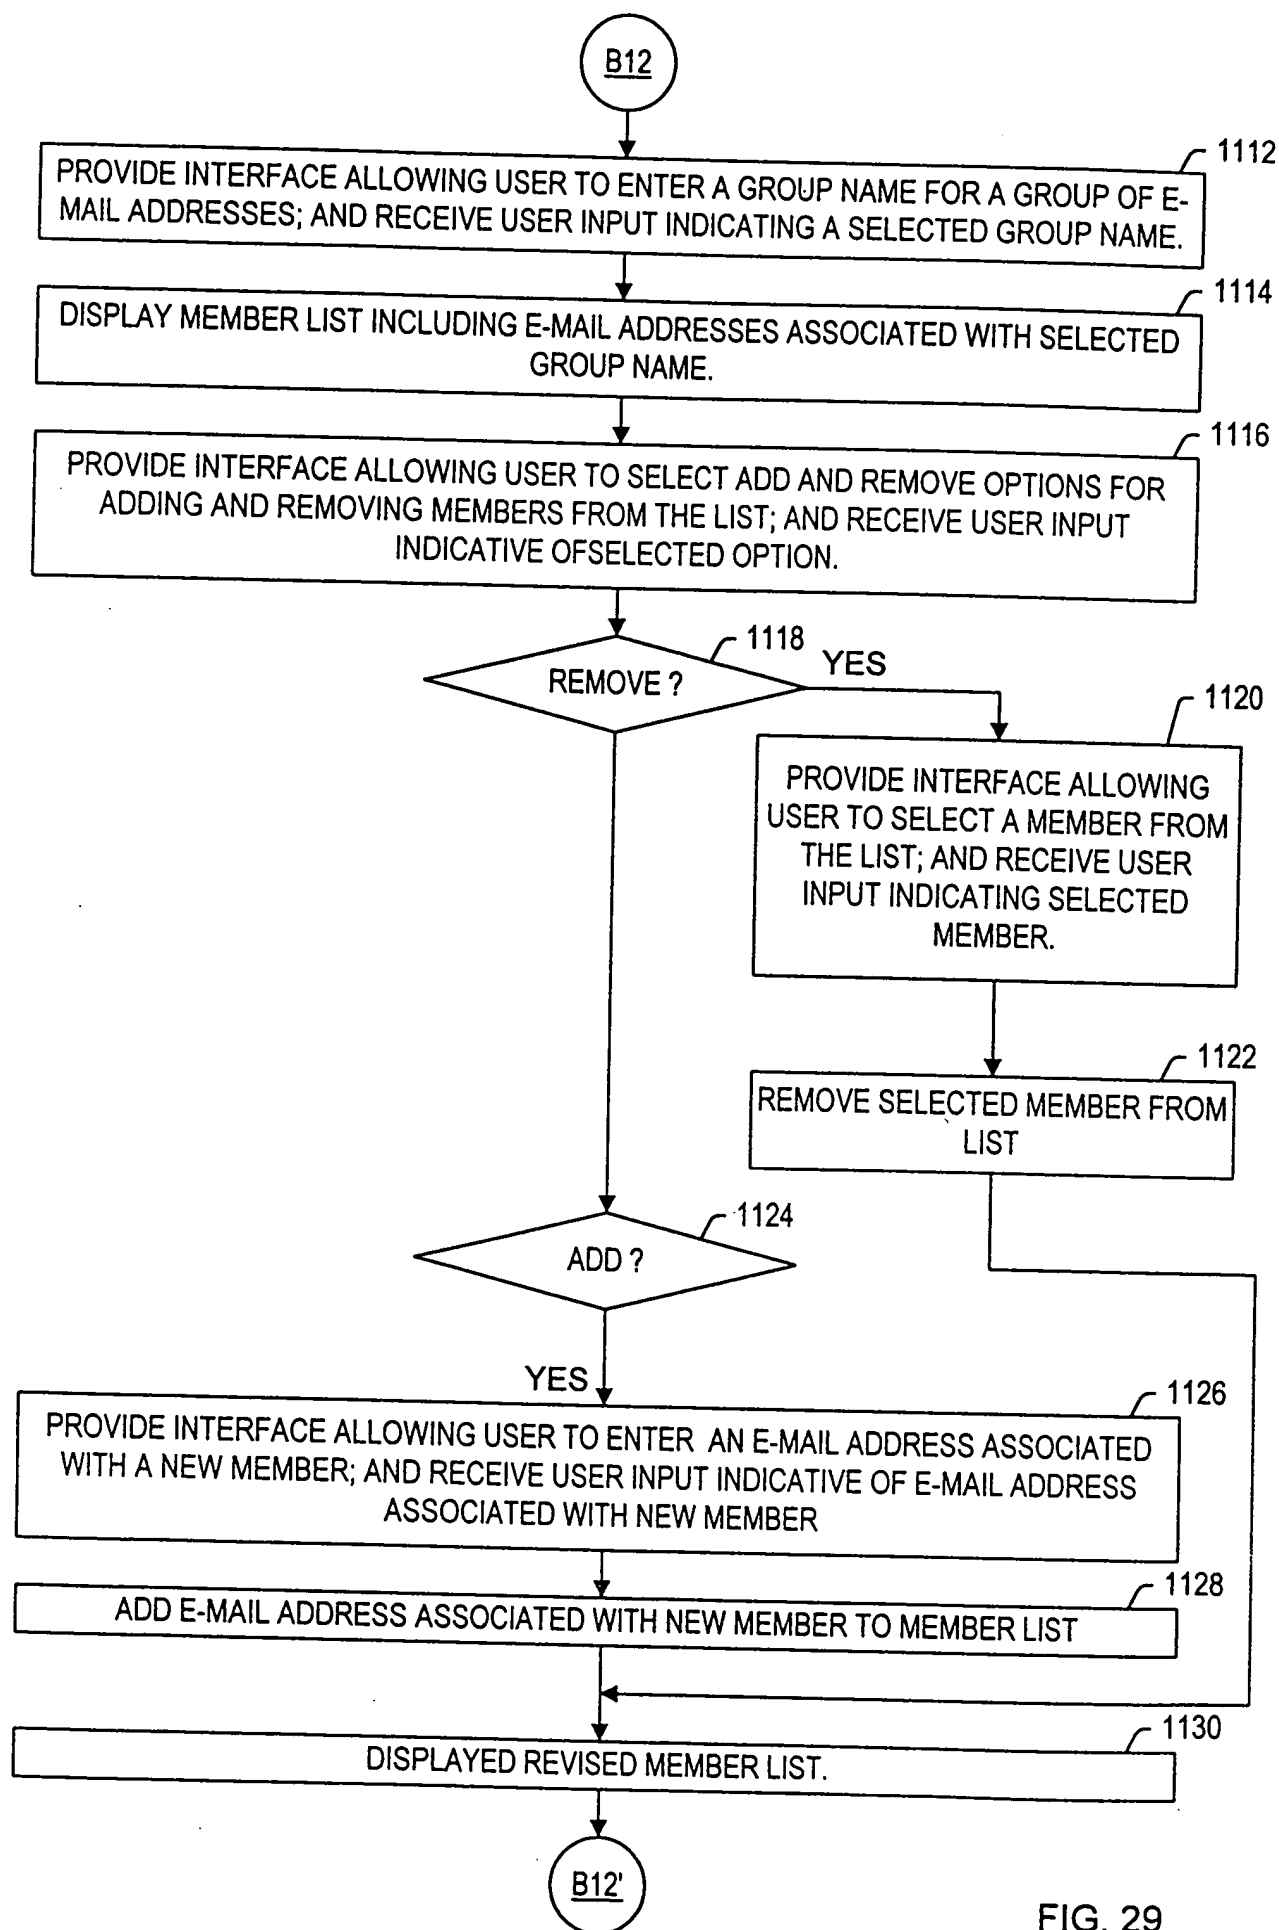 B12
1112
PROVIDE INTERFACE ALLOWING USER TO ENTER A GROUP NAME FOR A GROUP OF E-
MAIL ADDRESSES; AND RECEIVE USER INPUT INDICATING A SELECTED GROUP NAME.
1114
DISPLAY MEMBER LIST INCLUDING E-MAIL ADDRESSES ASSOCIATED WITH SELECTED
GROUP NAME.
1116
PROVIDE INTERFACE ALLOWING USER TO SELECT ADD AND REMOVE OPTIONS FOR
ADDING AND REMOVING MEMBERS FROM THE LIST; AND RECEIVE USER INPUT
INDICATIVE OFSELECTED OPTION.
1118
REMOVE ?
YES
1120
PROVIDE INTERFACE ALLOWING
USER TO SELECT A MEMBER FROM
THE LIST; AND RECEIVE USER
INPUT INDICATING SELECTED
MEMBER.
1122
REMOVE SELECTED MEMBER FROM
LIST
1124
ADD ?
YES
1126
PROVIDE INTERFACE ALLOWING USER TO ENTER AN E-MAIL ADDRESS ASSOCIATED
WITH A NEW MEMBER; AND RECEIVE USER INPUT INDICATIVE OF E-MAIL ADDRESS
ASSOCIATED WITH NEW MEMBER
1128
ADD E-MAIL ADDRESS ASSOCIATED WITH NEW MEMBER TO MEMBER LIST
1130
DISPLAYED REVISED MEMBER LIST.
B12'
FIG. 29